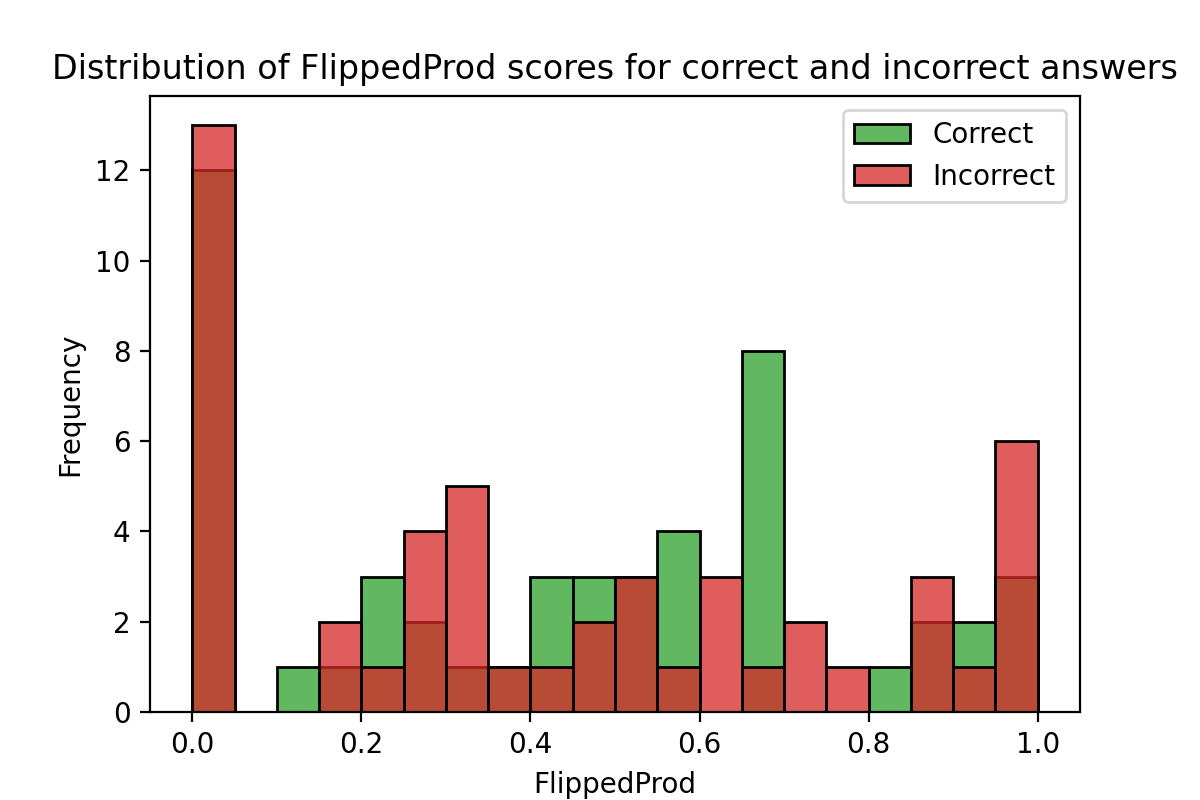 Distribution of FlippedProd scores for correct and incorrect answers
Correct
Incorrect
12
10
8
6
4
2
0
Frequency
0.0 0.2 0.4 0.6 0.8 1.0
FlippedProd